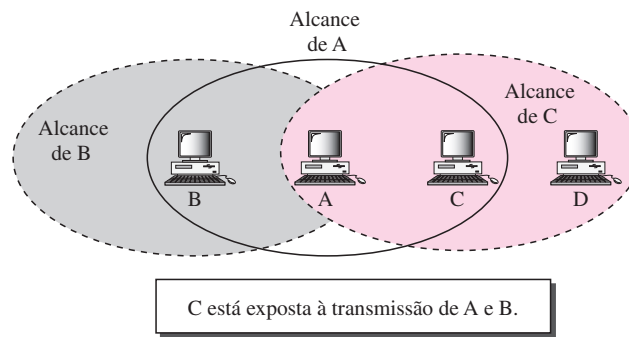 Alcance
de A
Alcance
de B
Alcance
de C
B
A
C
D
C está exposta à transmissão de A e B.